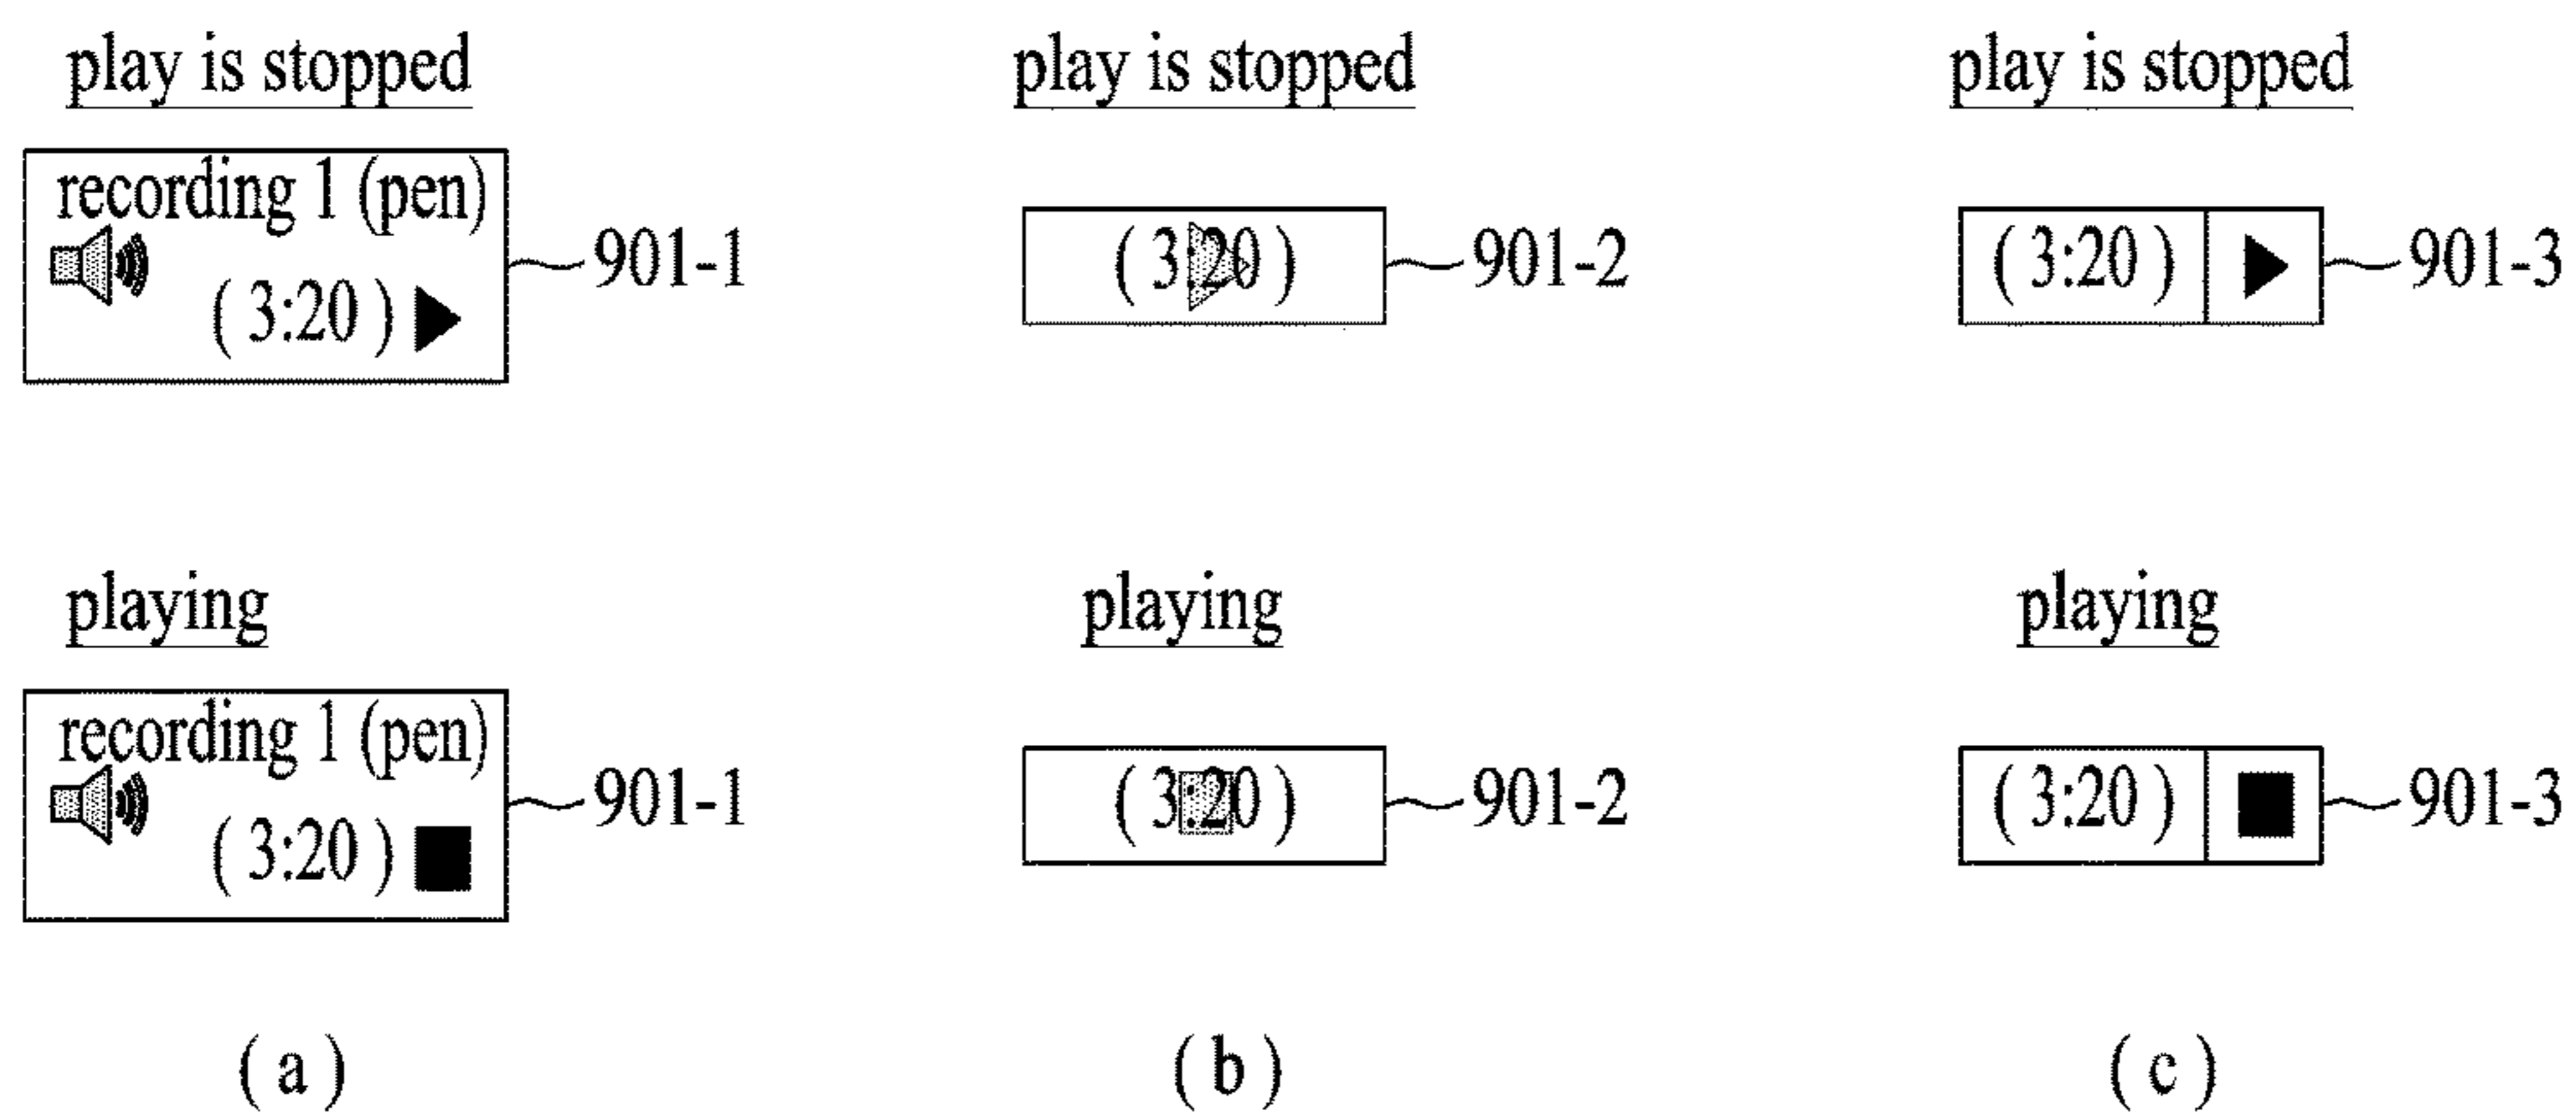 play is stopped play is stopped play is stopped
recording 1 (pen)
( 3:20 ) 901-1 ( 3:20 ) 901-2 ( 3:20 ) 901-3
playing playing playing
recording 1 (pen)
( 3:20 ) 901-1 ( 3:20 ) 901-2 ( 3:20 ) 901-3
( a ) ( b ) ( c )